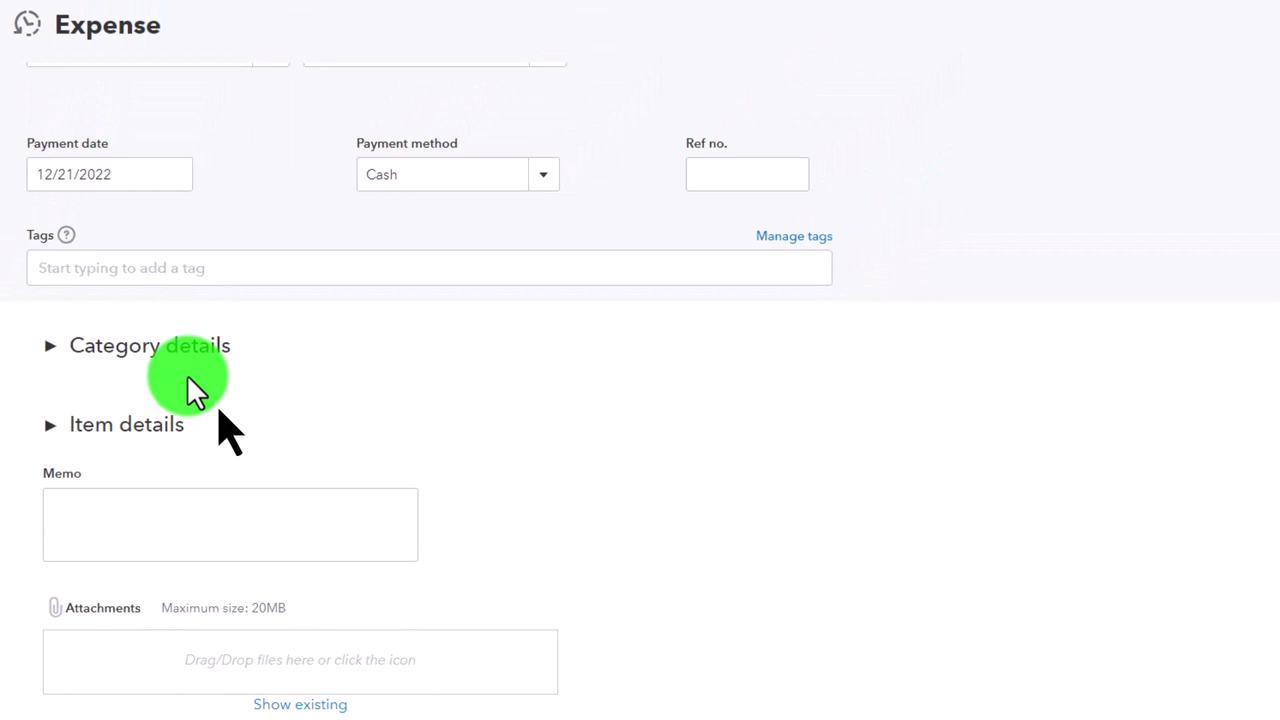 Expense
Payment date Payment method Ref no.
12/21/2022 Cash
Tags ? Manage tags
Start typing to add a tag
Category details
Item details
Memo
Attachments Maximum size: 20MB
Drag/Drop files here or click the icon
Show existing